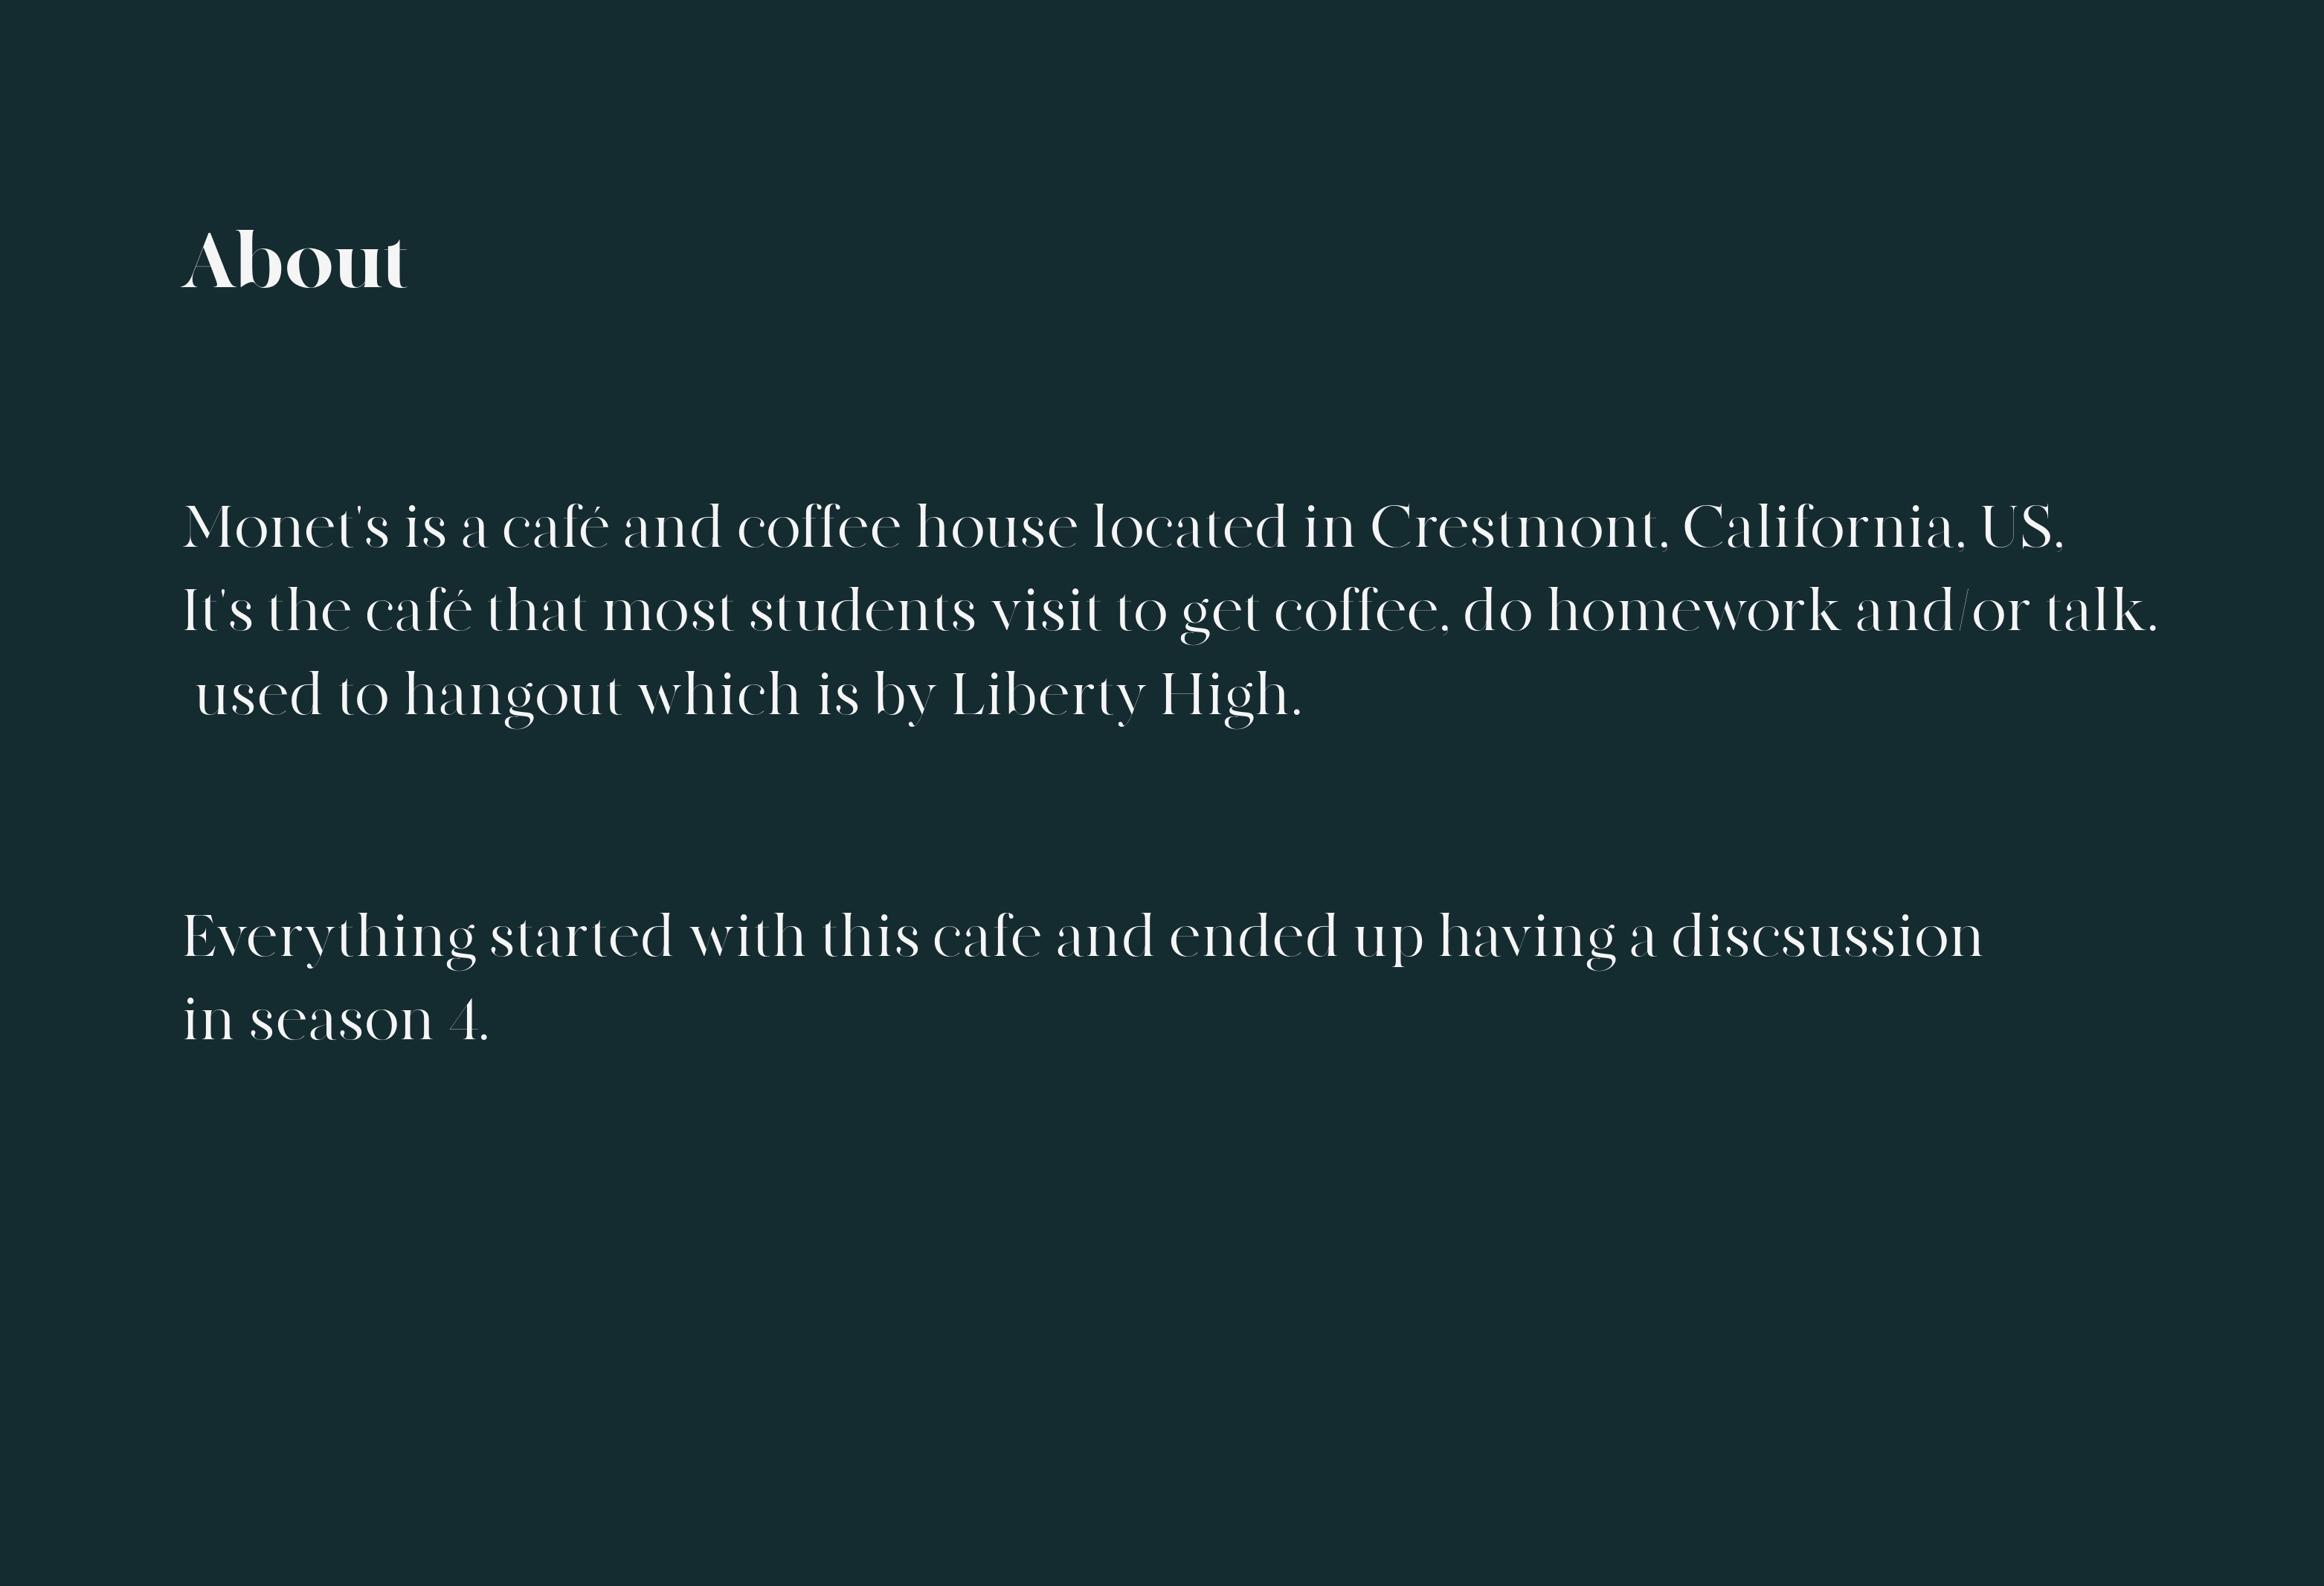 About
Monet's is a café and coffee house located in Crestmont, California, US,
It's the café that most students visit to get coffee, do homework and/or talk.
used to hangout which is by Liberty High.
Everything started with this cafe and ended up having a discsussion
in season 4.